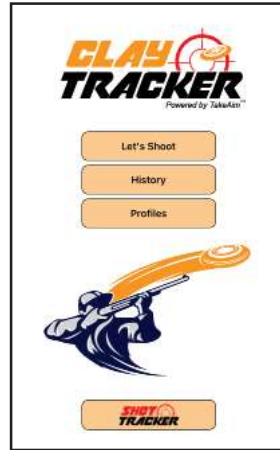 CLAY
TRACKER
Powered by TakeAim™
Let's Shoot
History
Profiles
SHOT
TRACKER